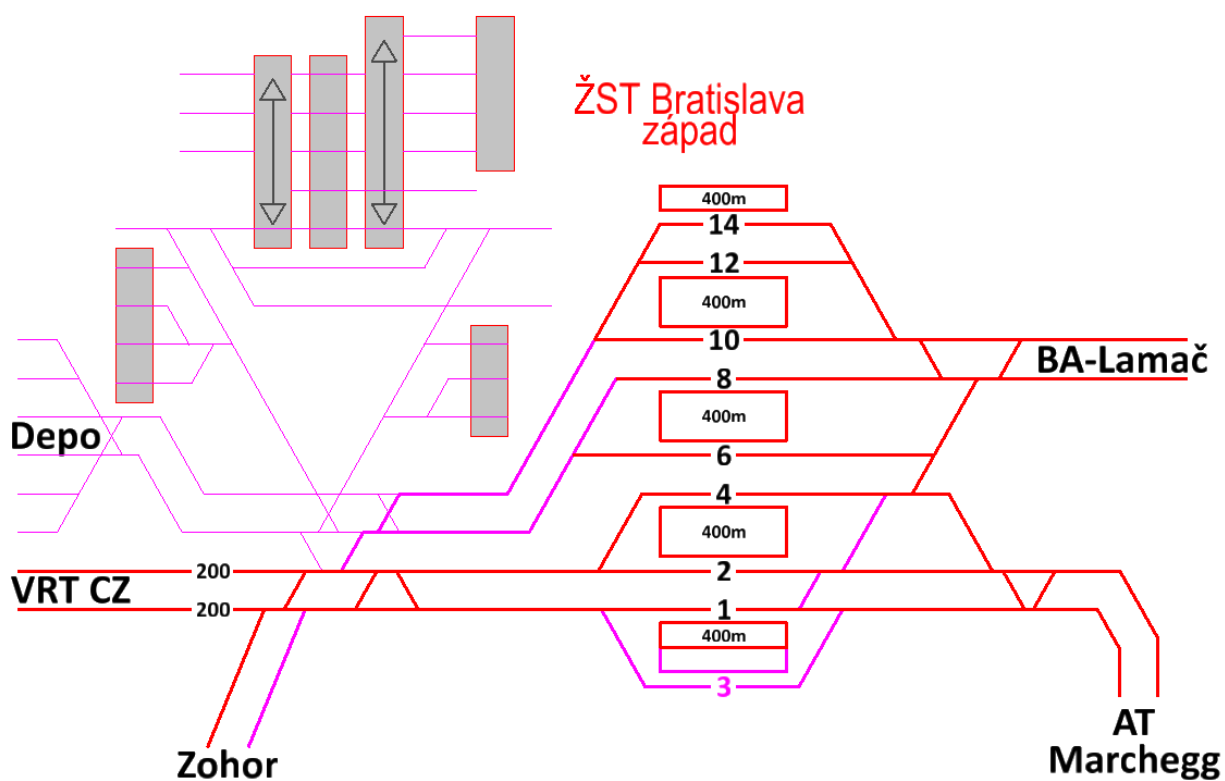 ŽST Bratislava
západ
400m
14
12
400m
10
BA-Lamač
8
400m
Depo
6
4
400m
200
2
VRT CZ
200
1
400m
3
AT
Marchegg
Zohor